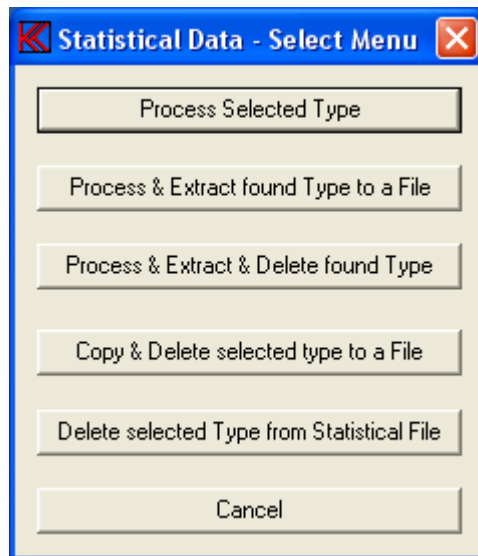 Statistical Data - Select Menu
Process Selected Type
Process & Extract found Type to a File
Process & Extract & Delete found Type
Copy & Delete selected type to a File
Delete selected Type from Statistical File
Cancel